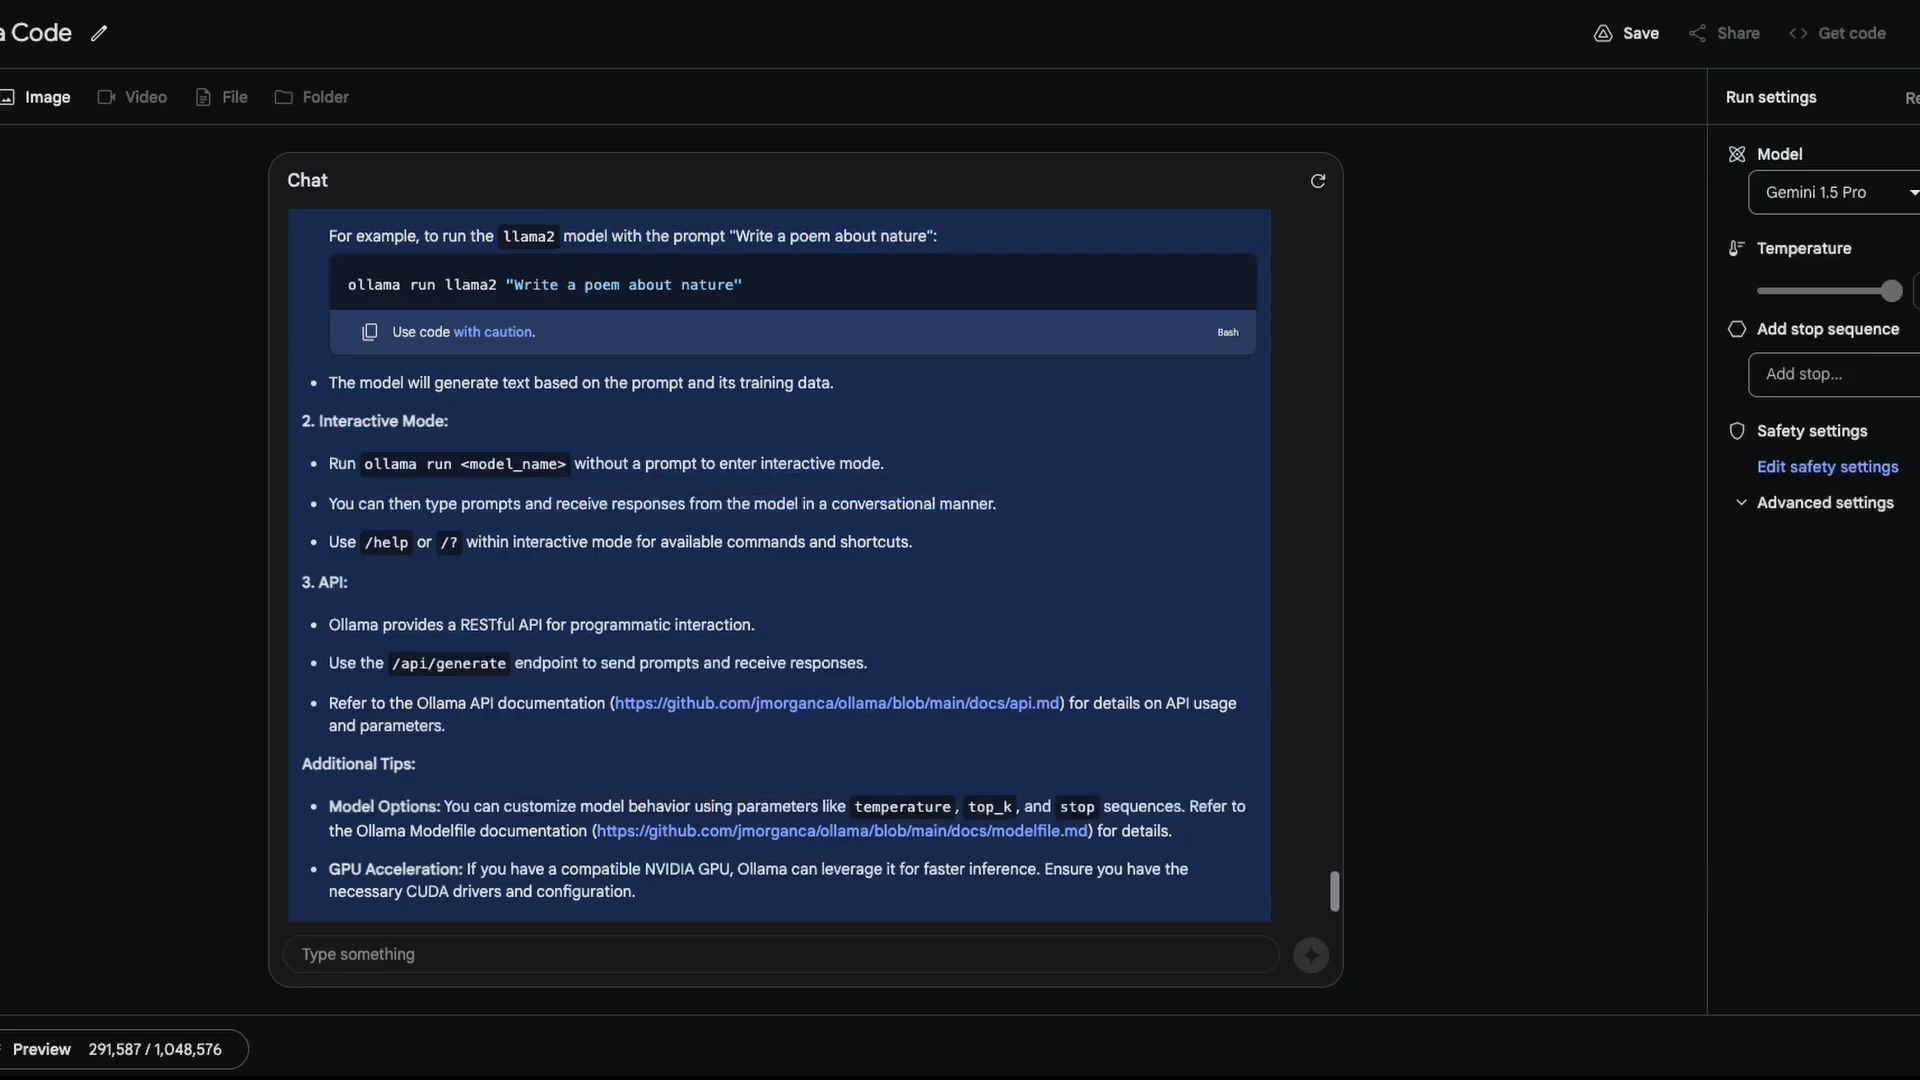 a Code
Save
Share
Get code
Image
Video
File
Folder
Run settings
Re
Chat
For example, to run the llama2 model with the prompt "Write a poem about nature":
ollama run llama2 "Write a poem about nature"
Use code with caution.
Bash
• The model will generate text based on the prompt and its training data.
2. Interactive Mode:
• Run ollama run <model_name> without a prompt to enter interactive mode.
• You can then type prompts and receive responses from the model in a conversational manner.
• Use /help or /? within interactive mode for available commands and shortcuts.
3. API:
• Ollama provides a RESTful API for programmatic interaction.
• Use the /api/generate endpoint to send prompts and receive responses.
• Refer to the Ollama API documentation (https://github.com/jmorganca/ollama/blob/main/docs/api.md) for details on API usage
and parameters.
Additional Tips:
• Model Options: You can customize model behavior using parameters like temperature, top_k, and stop sequences. Refer to
the Ollama Modelfile documentation (https://github.com/jmorganca/ollama/blob/main/docs/modelfile.md) for details.
• GPU Acceleration: If you have a compatible NVIDIA GPU, Ollama can leverage it for faster inference. Ensure you have the
necessary CUDA drivers and configuration.
Type something
Model
Gemini 1.5 Pro
Temperature
Add stop sequence
Add stop...
Safety settings
Edit safety settings
Advanced settings
Preview
291,587 / 1,048,576